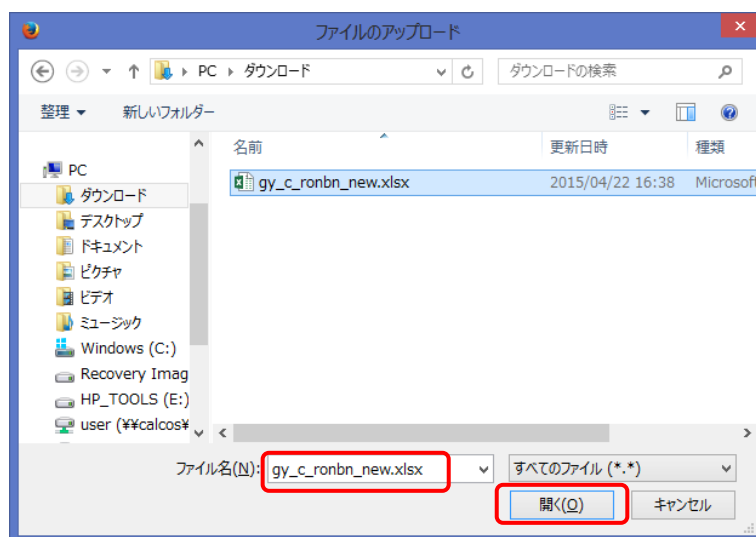 ファイルのアップロード
PC ダウンロード
ダウンロードの検索
整理 新しいフォルダー
名前 更新日時 種類
PC
ダウンロード
デスクトップ
ドキュメント
ピクチャ
ビデオ
ミュージック
Windows (C:)
Recovery Imag
HP_TOOLS (E:)
user (¥¥calcos¥
gy_c_ronbn_new.xlsx 2015/04/22 16:38 Microsoft
ファイル名(N): gy_c_ronbn_new.xlsx すべてのファイル (*.*)
開く(O) キャンセル